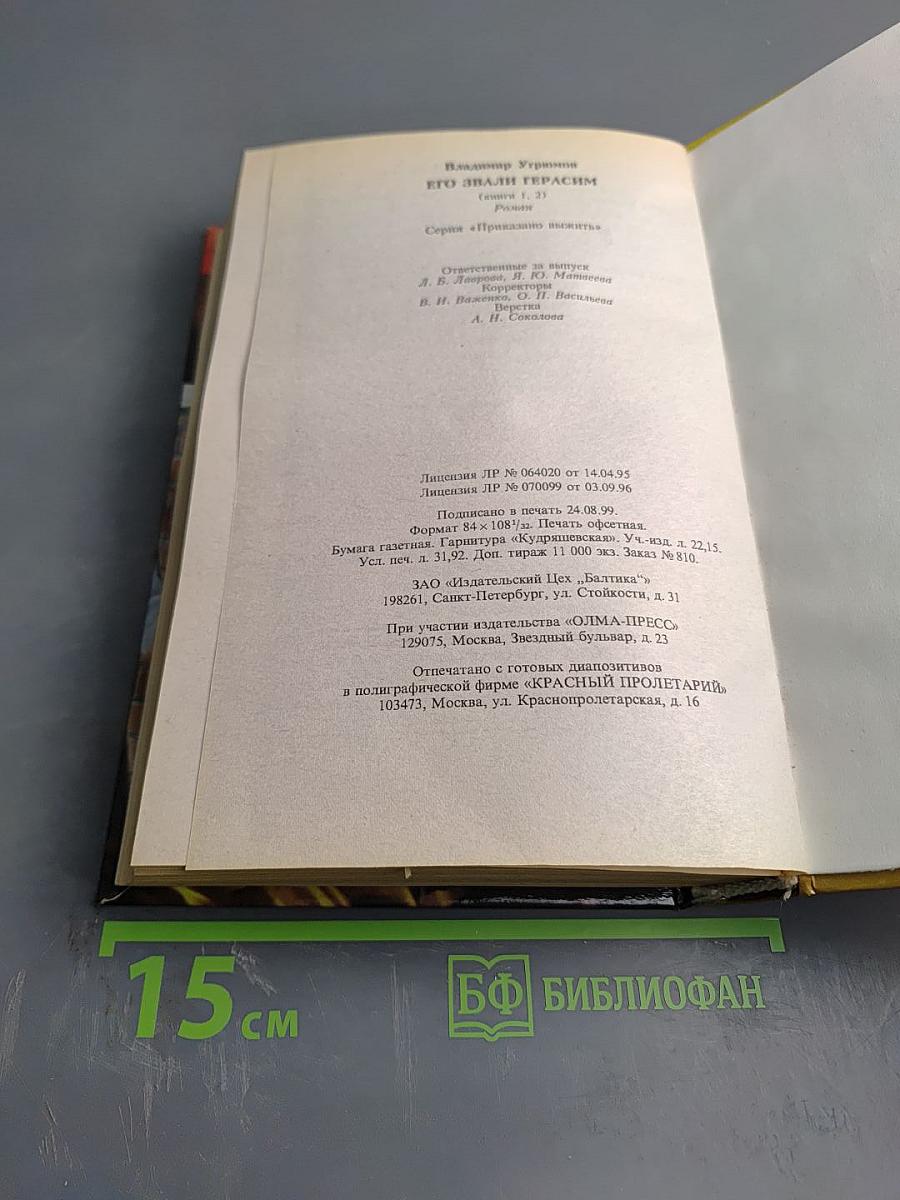 Владимир Угрюмов
ЕГО ЗВАЛИ ГЕРАСИМ
(книги 1, 2)
Роман
Серия «Приказано выжить»
Ответственные за выпуск
Л. Б. Лаврова, Я. Ю. Матвеева
Корректоры
В. И. Важенко, О. П. Васильева
Верстка
А. Н. Соколова
Лицензия ЛР № 064020 от 14.04.95
Лицензия ЛР № 070099 от 03.09.96
Подписано в печать 24.08.99.
Формат 84 × 108 1/32. Печать офсетная.
Бумага газетная. Гарнитура «Кудряшевская». Уч.-изд. л. 22,15.
Усл. печ. л. 31,92. Доп. тираж 11 000 экз. Заказ № 810.
ЗАО «Издательский Цех „Балтика“»
198261, Санкт-Петербург, ул. Стойкости, д. 31
При участии издательства «ОЛМА-ПРЕСС»
129075, Москва, Звездный бульвар, д. 23
Отпечатано с готовых диапозитивов
в полиграфической фирме «КРАСНЫЙ ПРОЛЕТАРИЙ»
103473, Москва, ул. Краснопролетарская, д. 16
15 см
БФ БИБЛИОФАН